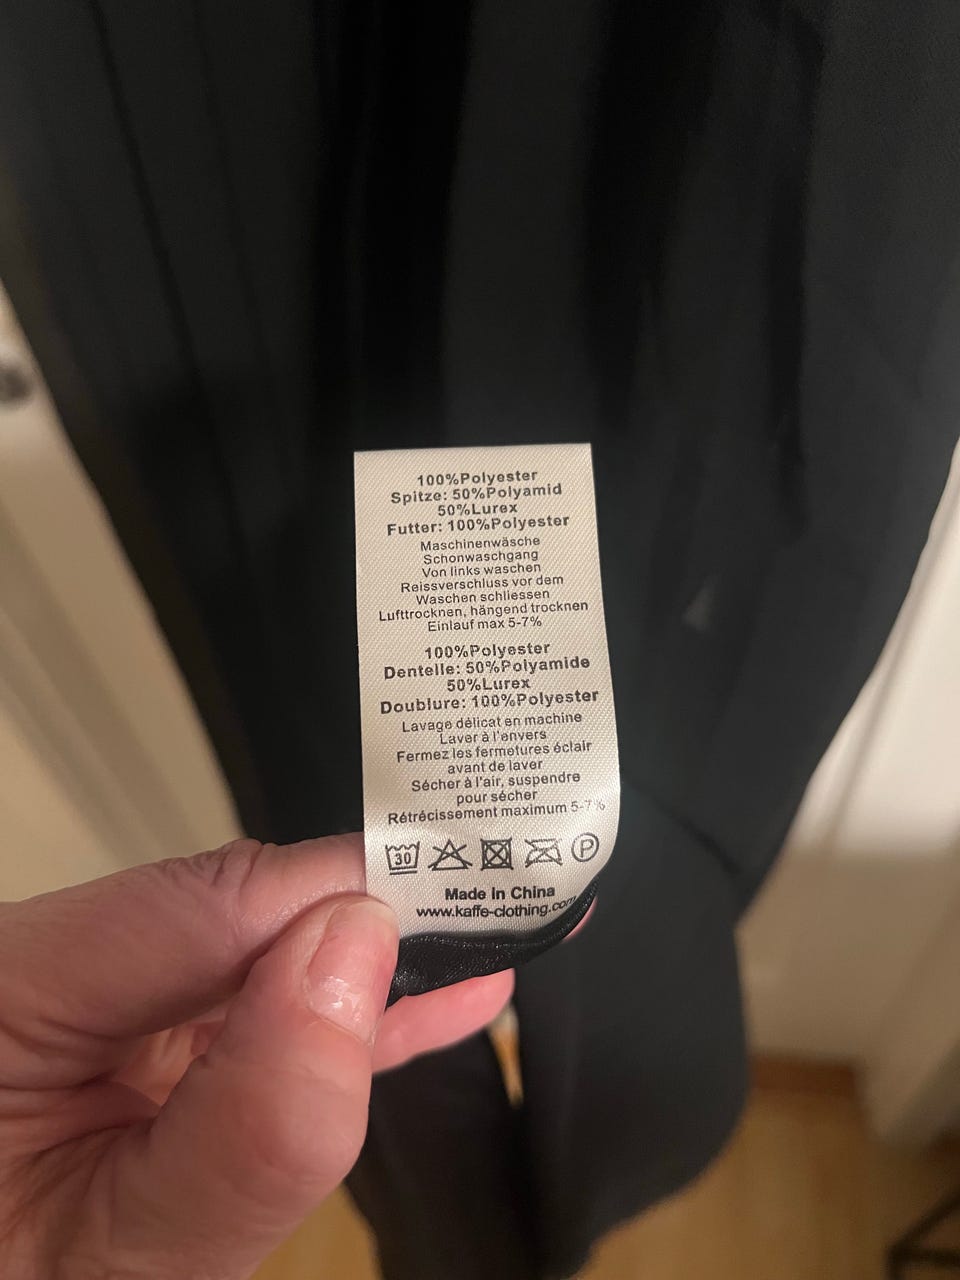 100%Polyester
Spitze: 50%Polyamid
50%Lurex
Futter: 100%Polyester
Maschinenwäsche
Schonwaschgang
Von links waschen
Reissverschluss vor dem
Waschen schliessen
Lufttrocknen, hängend trocknen
Einlauf max 5-7%
100%Polyester
Dentelle: 50%Polyamide
50%Lurex
Doublure: 100%Polyester
Lavage délicat en machine
Laver à l'envers
Fermez les fermetures éclair
avant de laver
Sécher à l'air, suspendre
pour sécher
Rétrécissement maximum 5-7%
30 P
Made In China
www.kaffe-clothing.com